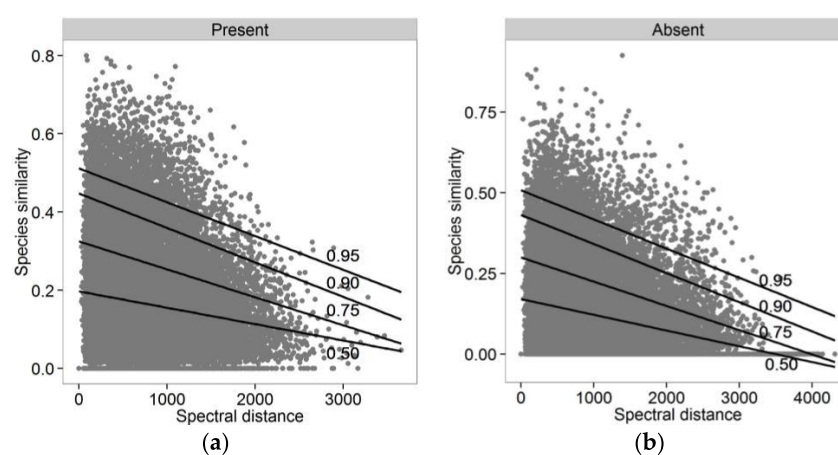 Present
Species similarity
0.8
0.6
0.4
0.2
0.0
0.95
0.90
0.75
0.50
0 1000 2000 3000
Spectral distance
(a)
Absent
Species similarity
0.75
0.50
0.25
0.00
0.95
0.90
0.75
0.50
0 1000 2000 3000 4000
Spectral distance
(b)